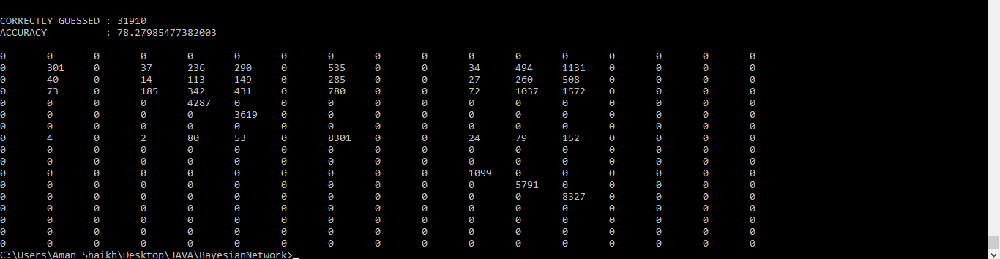 CORRECTLY GUESSED : 31910
ACCURACY : 78.27985477382003
0 0 0 0 0 0 0 0 0 0 0 0 0 0 0 0 0
0 301 0 37 236 290 0 535 0 0 34 494 1131 0 0 0 0
0 40 0 14 113 149 0 285 0 0 27 260 508 0 0 0 0
0 73 0 185 342 431 0 780 0 0 72 1037 1572 0 0 0 0
0 0 0 0 4287 0 0 0 0 0 0 0 0 0 0 0 0
0 0 0 0 0 3619 0 0 0 0 0 0 0 0 0 0 0
0 0 0 0 0 0 0 0 0 0 0 0 0 0 0 0 0
0 4 0 2 80 53 0 8301 0 0 24 79 152 0 0 0 0
0 0 0 0 0 0 0 0 0 0 0 0 0 0 0 0 0
0 0 0 0 0 0 0 0 0 0 0 0 0 0 0 0 0
0 0 0 0 0 0 0 0 0 0 1099 0 0 0 0 0 0
0 0 0 0 0 0 0 0 0 0 0 5791 0 0 0 0 0
0 0 0 0 0 0 0 0 0 0 0 0 8327 0 0 0 0
0 0 0 0 0 0 0 0 0 0 0 0 0 0 0 0 0
0 0 0 0 0 0 0 0 0 0 0 0 0 0 0 0 0
0 0 0 0 0 0 0 0 0 0 0 0 0 0 0 0 0
0 0 0 0 0 0 0 0 0 0 0 0 0 0 0 0 0
C:\Users\Aman Shaikh\Desktop\JAVA\BayesianNetwork>